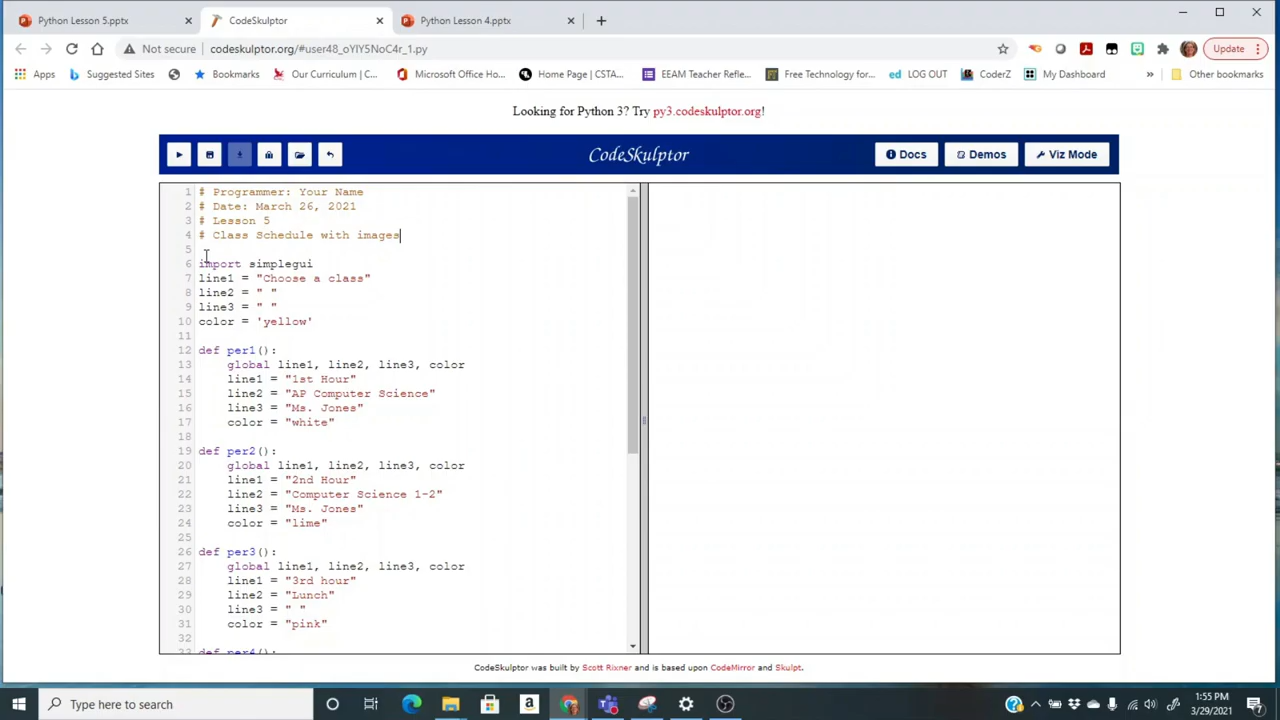 Python Lesson 5.pptx
CodeSkulptor
Python Lesson 4.pptx
Not secure
codeskulptor.org/#user48_oYlY5NoC4r_1.py
Update
Apps
Suggested Sites
Bookmarks
Our Curriculum | C...
Microsoft Office Ho...
Home Page | CSTA...
EEAM Teacher Refle...
Free Technology for...
ed LOG OUT
CoderZ
My Dashboard
Other bookmarks
Looking for Python 3? Try py3.codeskulptor.org!
CodeSkulptor
Docs
Demos
Viz Mode
1 # Programmer: Your Name
2 # Date: March 26, 2021
3 # Lesson 5
4 # Class Schedule with images
5
6 import simplegui
7 line1 = "Choose a class"
8 line2 = " "
9 line3 = " "
10 color = 'yellow'
11
12 def per1():
13 global line1, line2, line3, color
14 line1 = "1st Hour"
15 line2 = "AP Computer Science"
16 line3 = "Ms. Jones"
17 color = "white"
18
19 def per2():
20 global line1, line2, line3, color
21 line1 = "2nd Hour"
22 line2 = "Computer Science 1-2"
23 line3 = "Ms. Jones"
24 color = "lime"
25
26 def per3():
27 global line1, line2, line3, color
28 line1 = "3rd hour"
29 line2 = "Lunch"
30 line3 = " "
31 color = "pink"
32
33 def per4():
CodeSkulptor was built by Scott Rixner and is based upon CodeMirror and Skulpt.
Type here to search
1:55 PM
3/29/2021